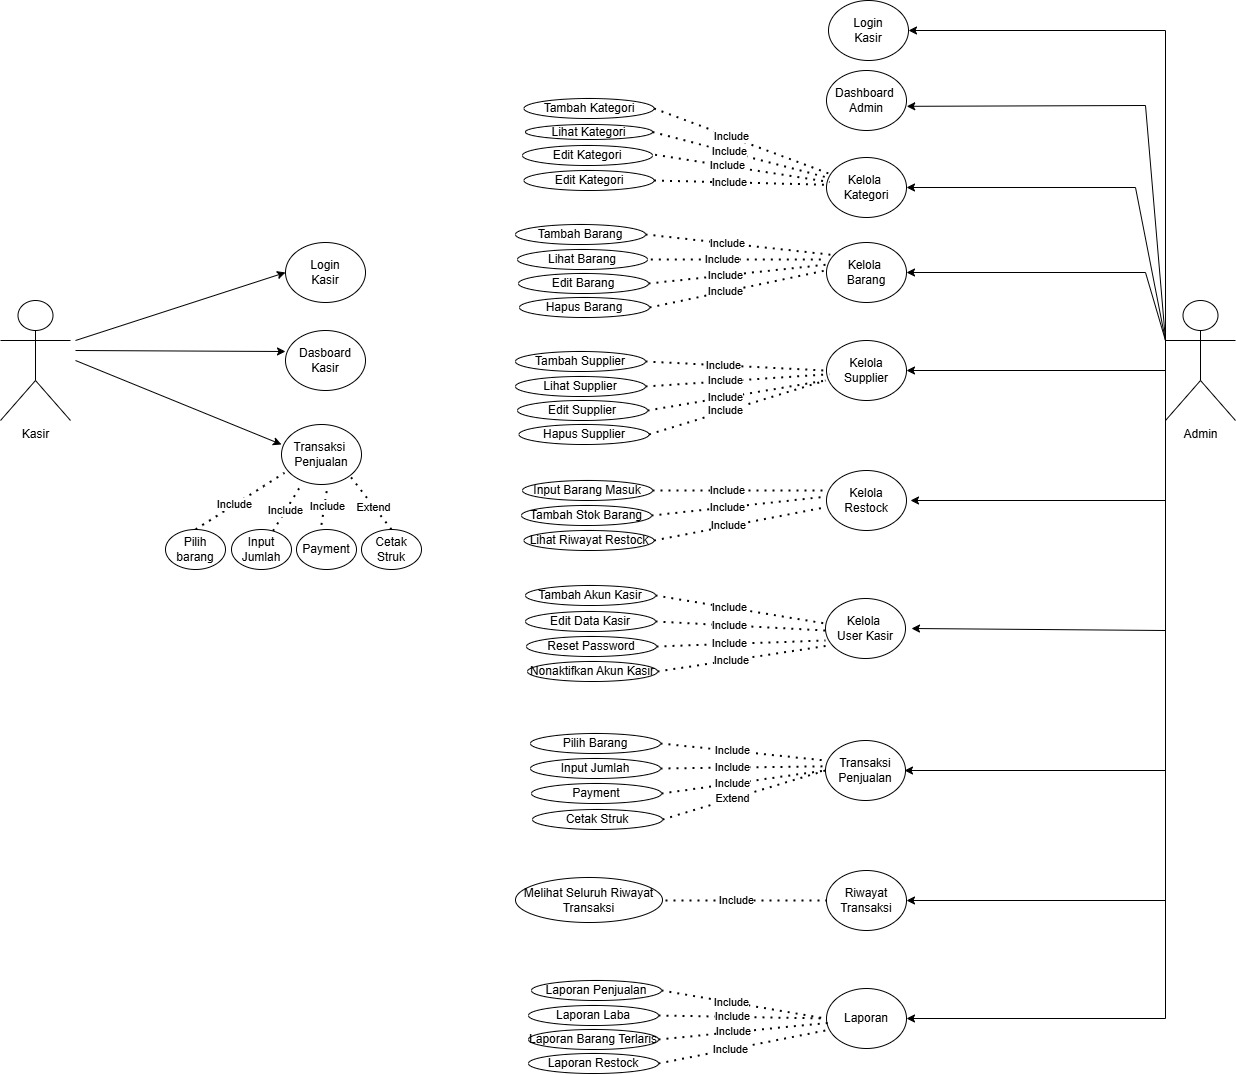 Login
Kasir
Dashboard
Admin
Tambah Kategori
Lihat Kategori
Edit Kategori
Edit Kategori
Include
Include
Include
Include
Kelola
Kategori
Tambah Barang
Lihat Barang
Edit Barang
Hapus Barang
Include
Include
Include
Include
Kelola
Barang
Tambah Supplier
Lihat Supplier
Edit Supplier
Hapus Supplier
Include
Include
Include
Include
Kelola
Supplier
Admin
Login
Kasir
Dasboard
Kasir
Kasir
Transaksi
Penjualan
Include
Include
Include
Extend
Pilih
barang
Input
Jumlah
Payment
Cetak
Struk
Input Barang Masuk
Tambah Stok Barang
Lihat Riwayat Restock
Include
Include
Include
Kelola
Restock
Tambah Akun Kasir
Edit Data Kasir
Reset Password
Nonaktifkan Akun Kasir
Include
Include
Include
Include
Kelola
User Kasir
Pilih Barang
Input Jumlah
Payment
Cetak Struk
Include
Include
Include
Extend
Transaksi
Penjualan
Melihat Seluruh Riwayat
Transaksi
Include
Riwayat
Transaksi
Laporan Penjualan
Laporan Laba
Laporan Barang Terlaris
Laporan Restock
Include
Include
Include
Include
Laporan